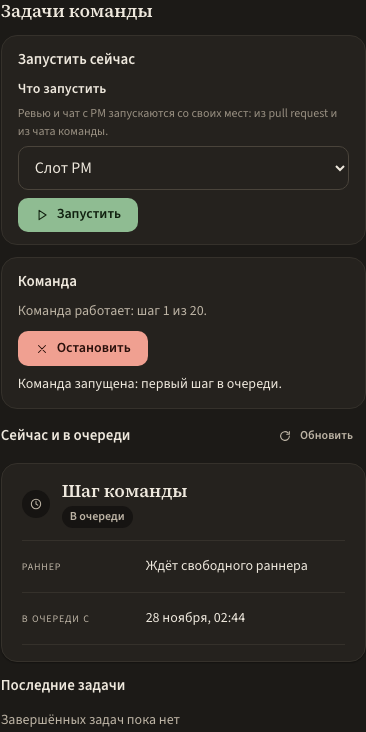 Задачи команды
Запустить сейчас
Что запустить
Ревью и чат с PM запускаются со своих мест: из pull request и
из чата команды.
Слот PM
Запустить
Команда
Команда работает: шаг 1 из 20.
Остановить
Команда запущена: первый шаг в очереди.
Сейчас и в очереди
Обновить
Шаг команды
В очереди
РАННЕР
Ждёт свободного раннера
В ОЧЕРЕДИ С
28 ноября, 02:44
Последние задачи
Завершённых задач пока нет